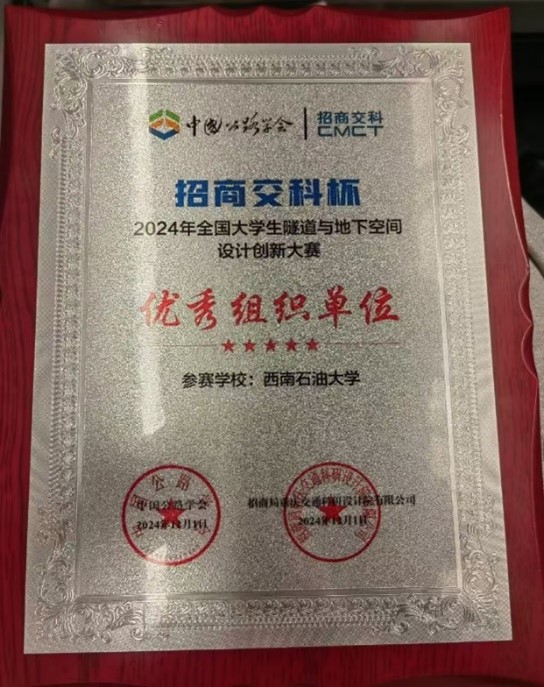 中国公路学会 招商交科
CMCT
招商交科杯
2024年全国大学生隧道与地下空间
设计创新大赛
优秀组织单位
参赛学校：西南石油大学
中国公路学会 招商局重庆交通科研设计院有限公司
2024年12月1日 2024年12月1日